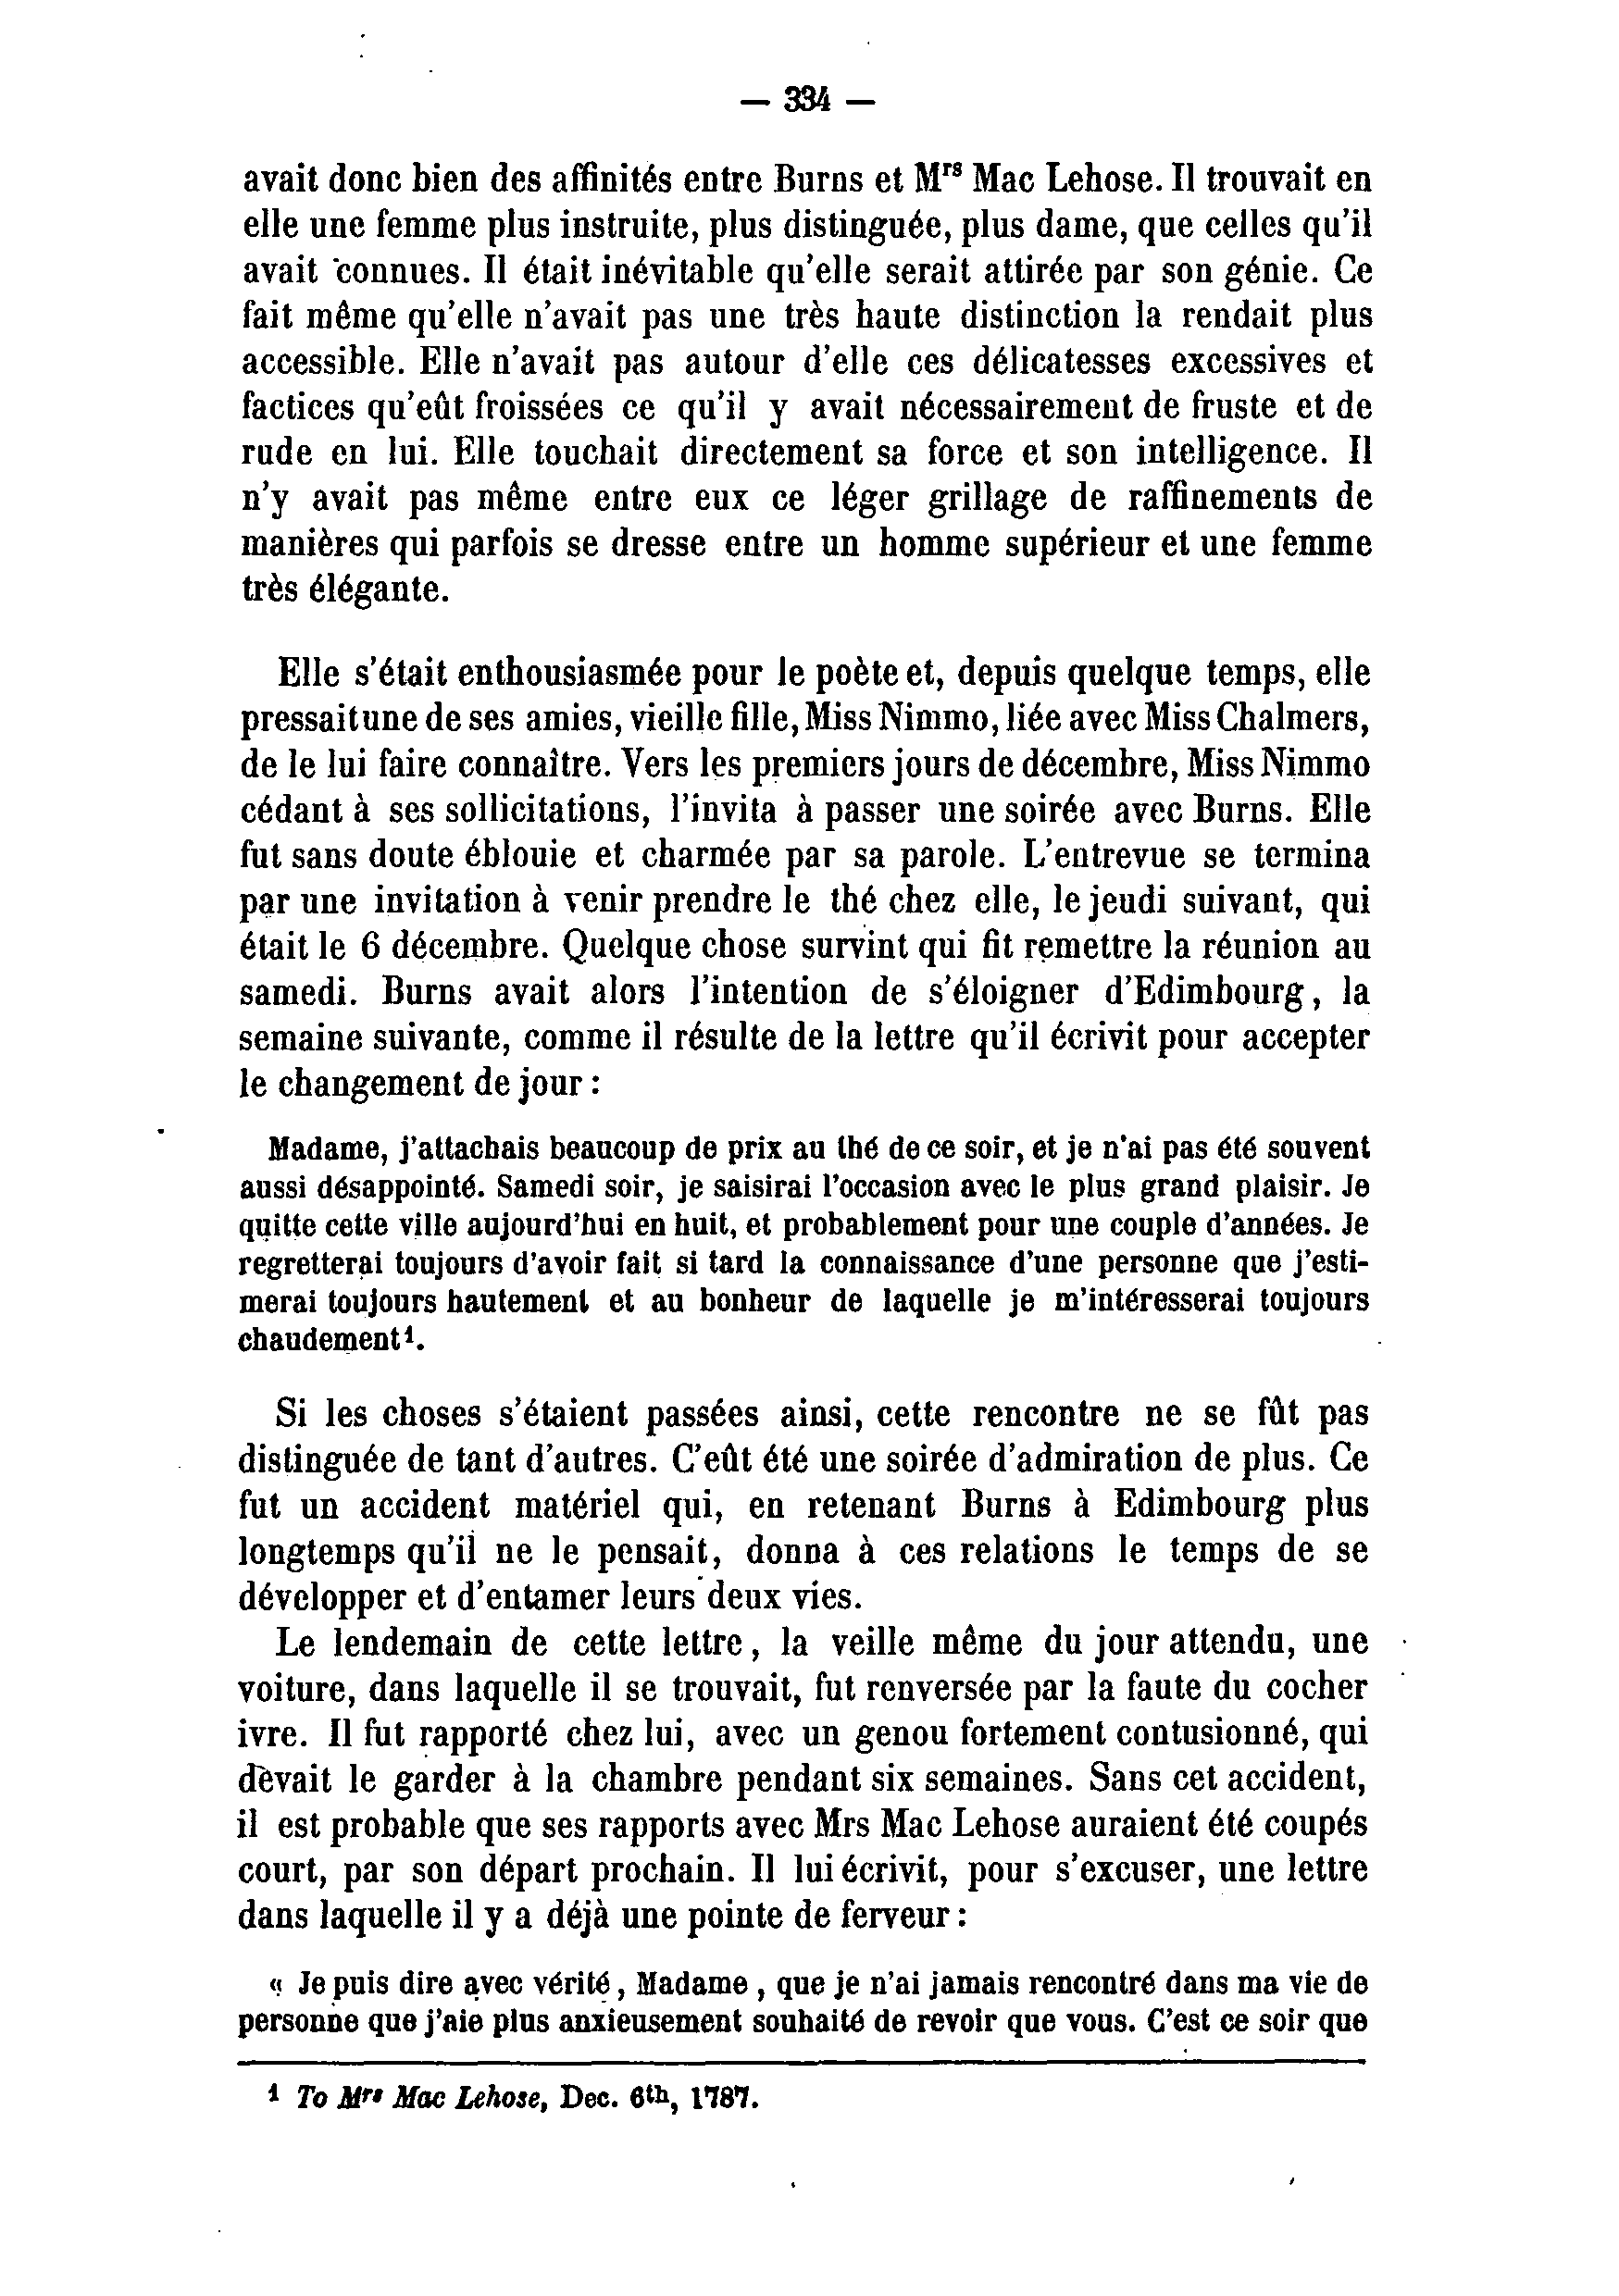 — 334 —
avait donc bien des affinités entre Burns et Mrs Mac Lehose. Il trouvait en
elle une femme plus instruite, plus distinguée, plus dame, que celles qu'il
avait connues. Il était inévitable qu'elle serait attirée par son génie. Ce
fait même qu'elle n'avait pas une très haute distinction la rendait plus
accessible. Elle n'avait pas autour d'elle ces délicatesses excessives et
factices qu'eût froissées ce qu'il y avait nécessairement de fruste et de
rude en lui. Elle touchait directement sa force et son intelligence. Il
n'y avait pas même entre eux ce léger grillage de raffinements de
manières qui parfois se dresse entre un homme supérieur et une femme
très élégante.
Elle s'était enthousiasmée pour le poète et, depuis quelque temps, elle
pressait une de ses amies, vieille fille, Miss Nimmo, liée avec Miss Chalmers,
de le lui faire connaître. Vers les premiers jours de décembre, Miss Nimmo
cédant à ses sollicitations, l'invita à passer une soirée avec Burns. Elle
fut sans doute éblouie et charmée par sa parole. L'entrevue se termina
par une invitation à venir prendre le thé chez elle, le jeudi suivant, qui
était le 6 décembre. Quelque chose survint qui fit remettre la réunion au
samedi. Burns avait alors l'intention de s'éloigner d'Edimbourg, la
semaine suivante, comme il résulte de la lettre qu'il écrivit pour accepter
le changement de jour :
Madame, j'attachais beaucoup de prix au thé de ce soir, et je n'ai pas été souvent
aussi désappointé. Samedi soir, je saisirai l'occasion avec le plus grand plaisir. Je
quitte cette ville aujourd'hui en huit, et probablement pour une couple d'années. Je
regretterai toujours d'avoir fait si tard la connaissance d'une personne que j'esti-
merai toujours hautement et au bonheur de laquelle je m'intéresserai toujours
chaudement¹.
Si les choses s'étaient passées ainsi, cette rencontre ne se fût pas
distinguée de tant d'autres. C'eût été une soirée d'admiration de plus. Ce
fut un accident matériel qui, en retenant Burns à Edimbourg plus
longtemps qu'il ne le pensait, donna à ces relations le temps de se
développer et d'entamer leurs deux vies.
Le lendemain de cette lettre, la veille même du jour attendu, une
voiture, dans laquelle il se trouvait, fut renversée par la faute du cocher
ivre. Il fut rapporté chez lui, avec un genou fortement contusionné, qui
devait le garder à la chambre pendant six semaines. Sans cet accident,
il est probable que ses rapports avec Mrs Mac Lehose auraient été coupés
court, par son départ prochain. Il lui écrivit, pour s'excuser, une lettre
dans laquelle il y a déjà une pointe de ferveur :
« Je puis dire avec vérité, Madame, que je n'ai jamais rencontré dans ma vie de
personne que j'aie plus anxieusement souhaité de revoir que vous. C'est ce soir que
¹ To Mrs Mac Lehose, Dec. 6th, 1787.